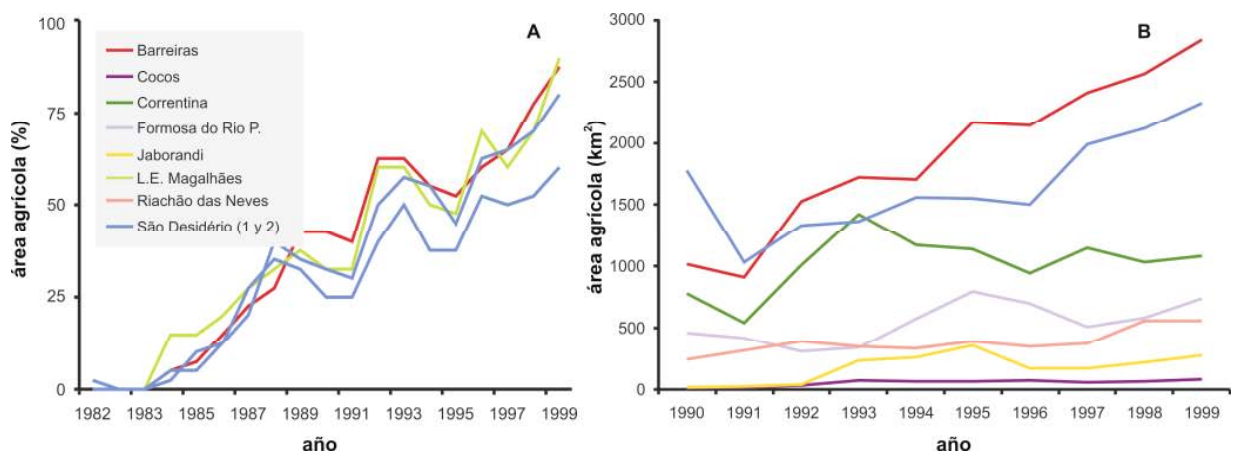 A
área agrícola (%)
100
75
50
25
0
Barreiras
Cocos
Correntina
Formosa do Rio P.
Jaborandi
L.E. Magalhães
Riachão das Neves
São Desidério (1 y 2)
1982 1983 1985 1987 1989 1991 1993 1995 1997 1999
año
B
área agrícola (km²)
3000
2500
2000
1500
1000
500
0
1990 1991 1992 1993 1994 1995 1996 1997 1998 1999
año